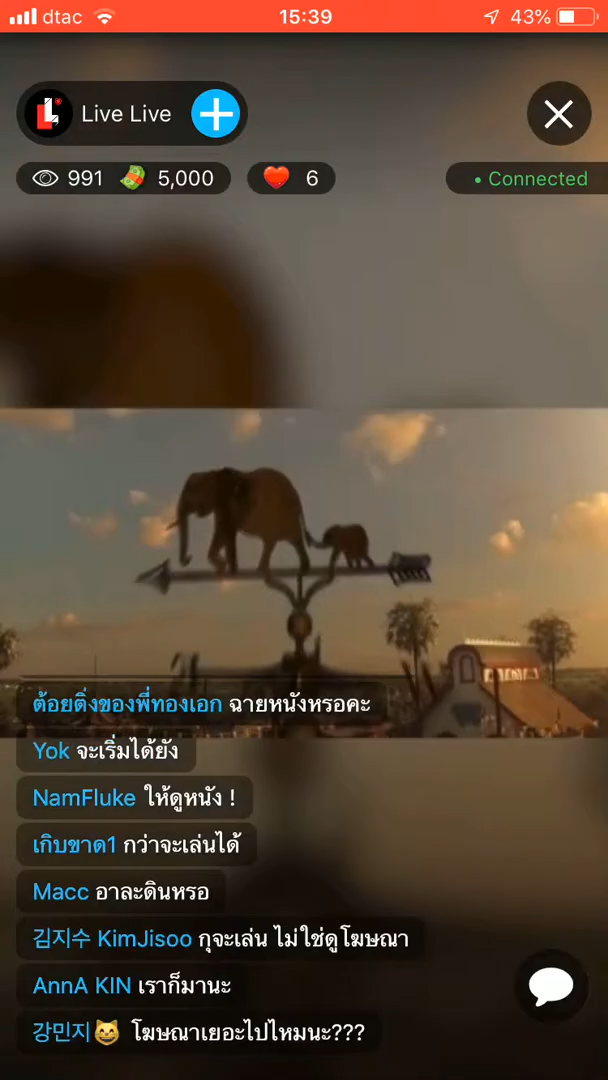 dtac
15:39
43%
Live Live
991
5,000
6
• Connected
ต้อยติ่งของพี่ทองเอก ฉายหนังหรอคะ
Yok จะเริ่มได้ยัง
NamFluke ให้ดูหนัง !
เกิบขาด1 กว่าจะเล่นได้
Macc อาละดินหรอ
김지수 KimJisoo กุจะเล่น ไม่ใช่ดูโฆษณา
AnnA KIN เราก็มานะ
강민지😸 โฆษณาเยอะไปไหมนะ???